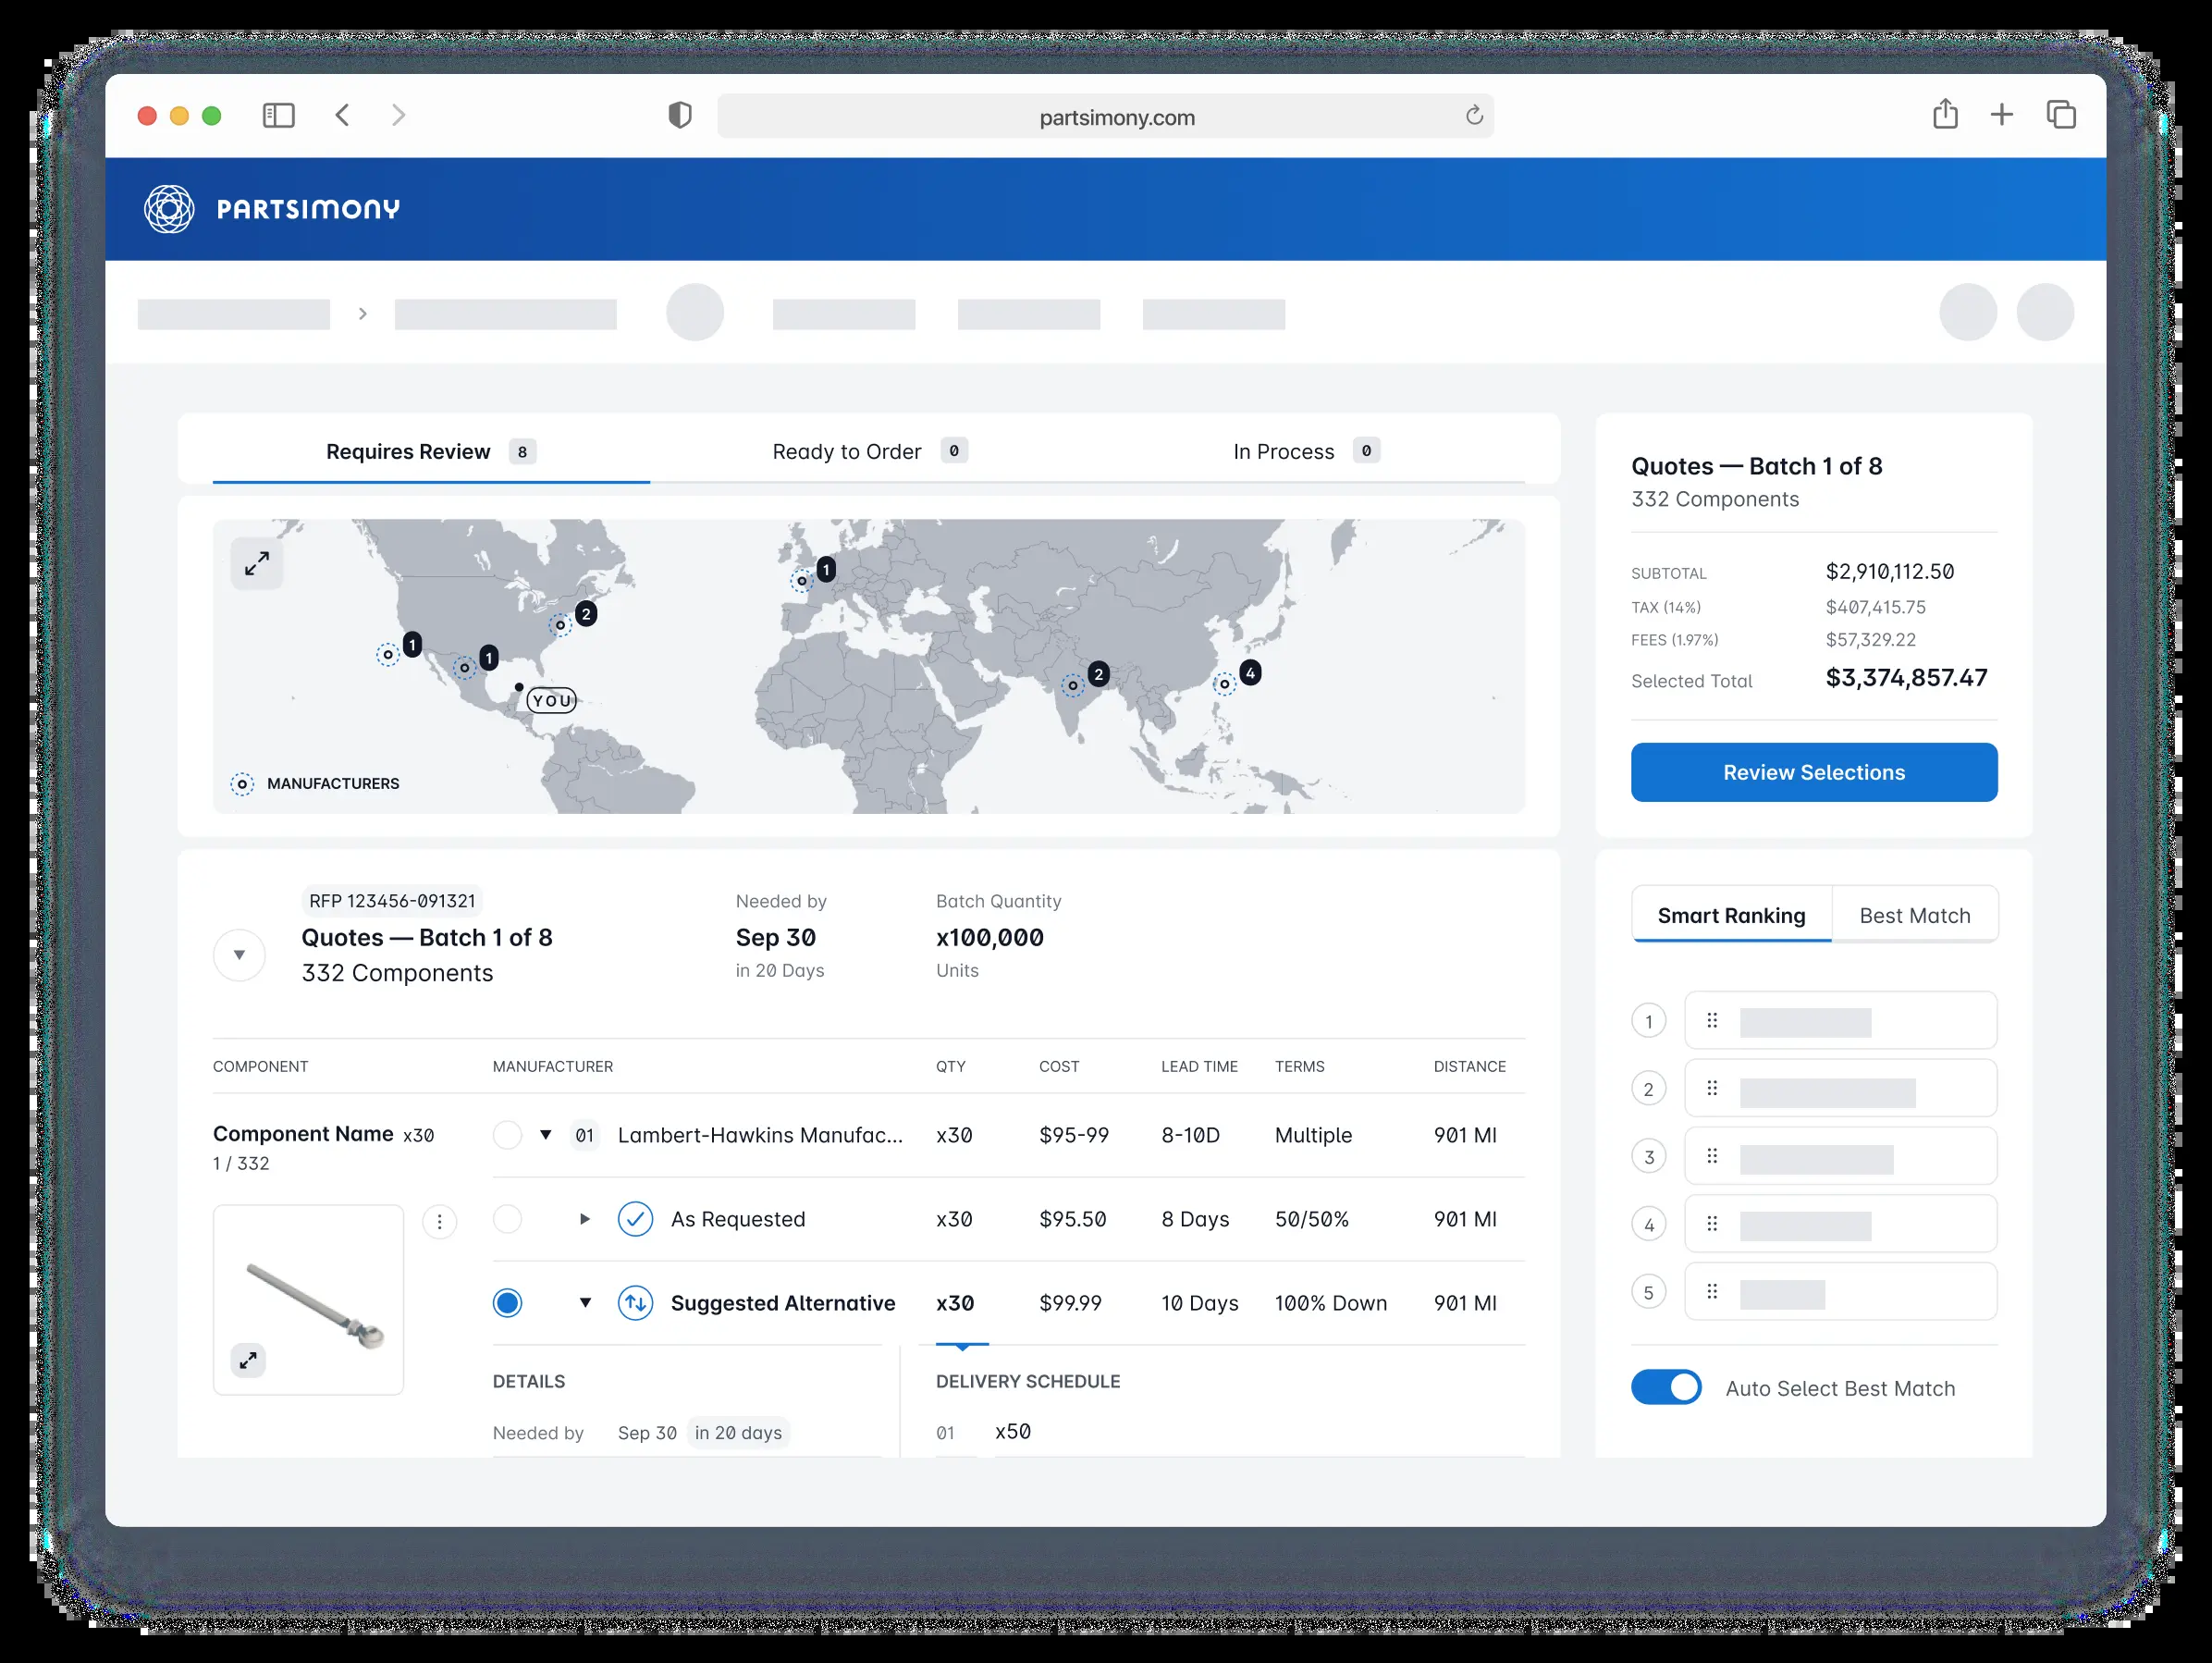 partsimony.com
PARTSIMONY
Requires Review 8
Ready to Order 0
In Process 0
1
1
2
YOU
1
2
4
MANUFACTURERS
Quotes — Batch 1 of 8
332 Components
SUBTOTAL $2,910,112.50
TAX (14%) $407,415.75
FEES (1.97%) $57,329.22
Selected Total $3,374,857.47
Review Selections
RFP 123456-091321
Quotes — Batch 1 of 8
332 Components
Needed by
Sep 30
in 20 Days
Batch Quantity
x100,000
Units
COMPONENT MANUFACTURER QTY COST LEAD TIME TERMS DISTANCE
Component Name x30
1 / 332
01 Lambert-Hawkins Manufac... x30 $95-99 8-10D Multiple 901 MI
As Requested x30 $95.50 8 Days 50/50% 901 MI
Suggested Alternative x30 $99.99 10 Days 100% Down 901 MI
DETAILS
Needed by Sep 30 in 20 days
DELIVERY SCHEDULE
01 x50
Smart Ranking Best Match
1
2
3
4
5
Auto Select Best Match